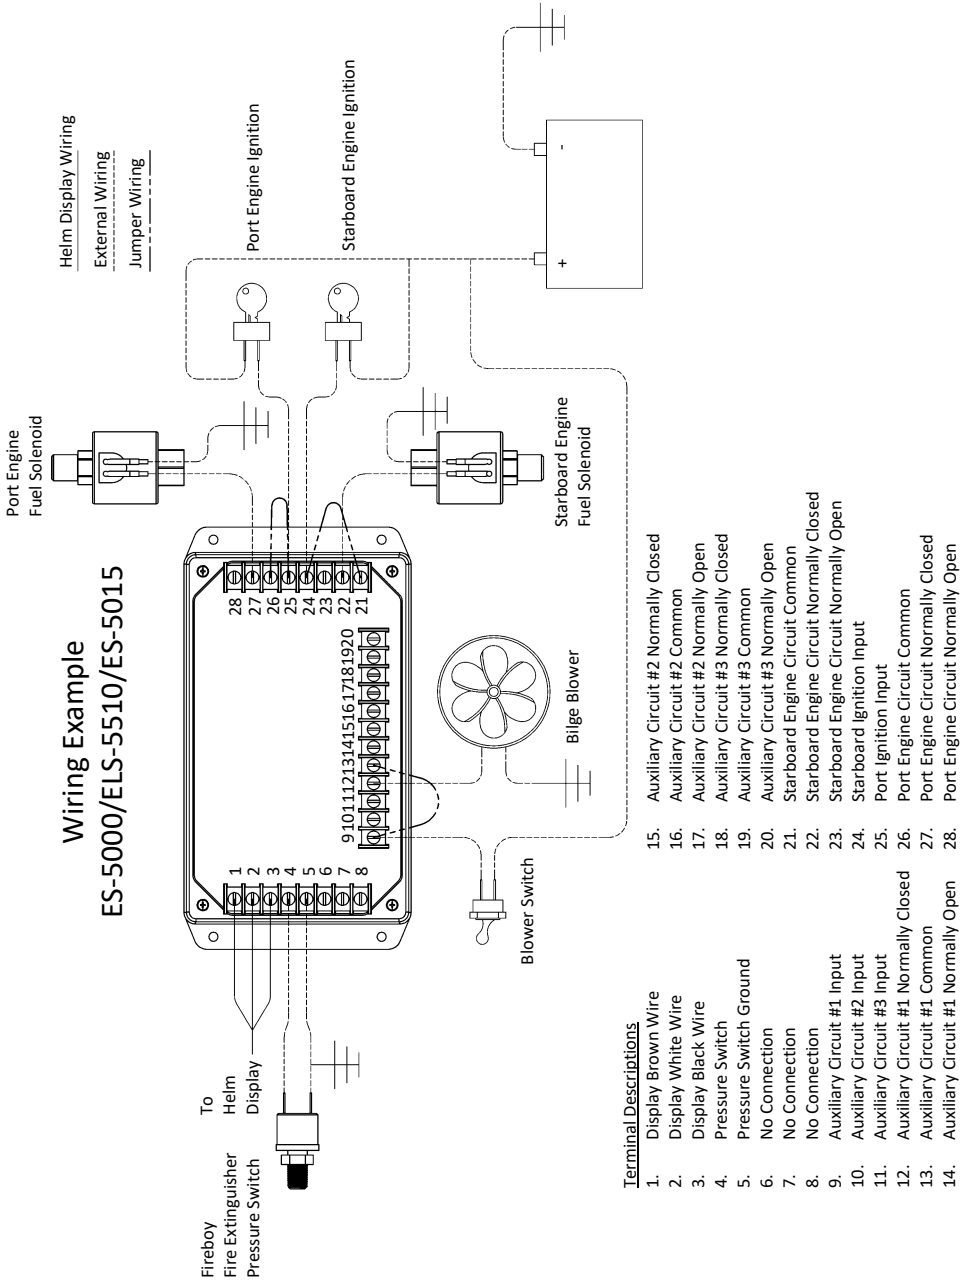 Wiring Example
ES-5000/ELS-5510/ES-5015
Helm Display Wiring
External Wiring
Jumper Wiring
Port Engine
Fuel Solenoid
Port Engine Ignition
Starboard Engine Ignition
Starboard Engine
Fuel Solenoid
+
-
Fireboy
Fire Extinguisher
Pressure Switch
To
Helm
Display
1
2
3
4
5
6
7
8
9 10 11 12 13 14 15 16 17 18 19 20
28
27
26
25
24
23
22
21
Blower Switch
Bilge Blower
Terminal Descriptions
1. Display Brown Wire
2. Display White Wire
3. Display Black Wire
4. Pressure Switch
5. Pressure Switch Ground
6. No Connection
7. No Connection
8. No Connection
9. Auxiliary Circuit #1 Input
10. Auxiliary Circuit #2 Input
11. Auxiliary Circuit #3 Input
12. Auxiliary Circuit #1 Normally Closed
13. Auxiliary Circuit #1 Common
14. Auxiliary Circuit #1 Normally Open
15. Auxiliary Circuit #2 Normally Closed
16. Auxiliary Circuit #2 Common
17. Auxiliary Circuit #2 Normally Open
18. Auxiliary Circuit #3 Normally Closed
19. Auxiliary Circuit #3 Common
20. Auxiliary Circuit #3 Normally Open
21. Starboard Engine Circuit Common
22. Starboard Engine Circuit Normally Closed
23. Starboard Engine Circuit Normally Open
24. Starboard Ignition Input
25. Port Ignition Input
26. Port Engine Circuit Common
27. Port Engine Circuit Normally Closed
28. Port Engine Circuit Normally Open